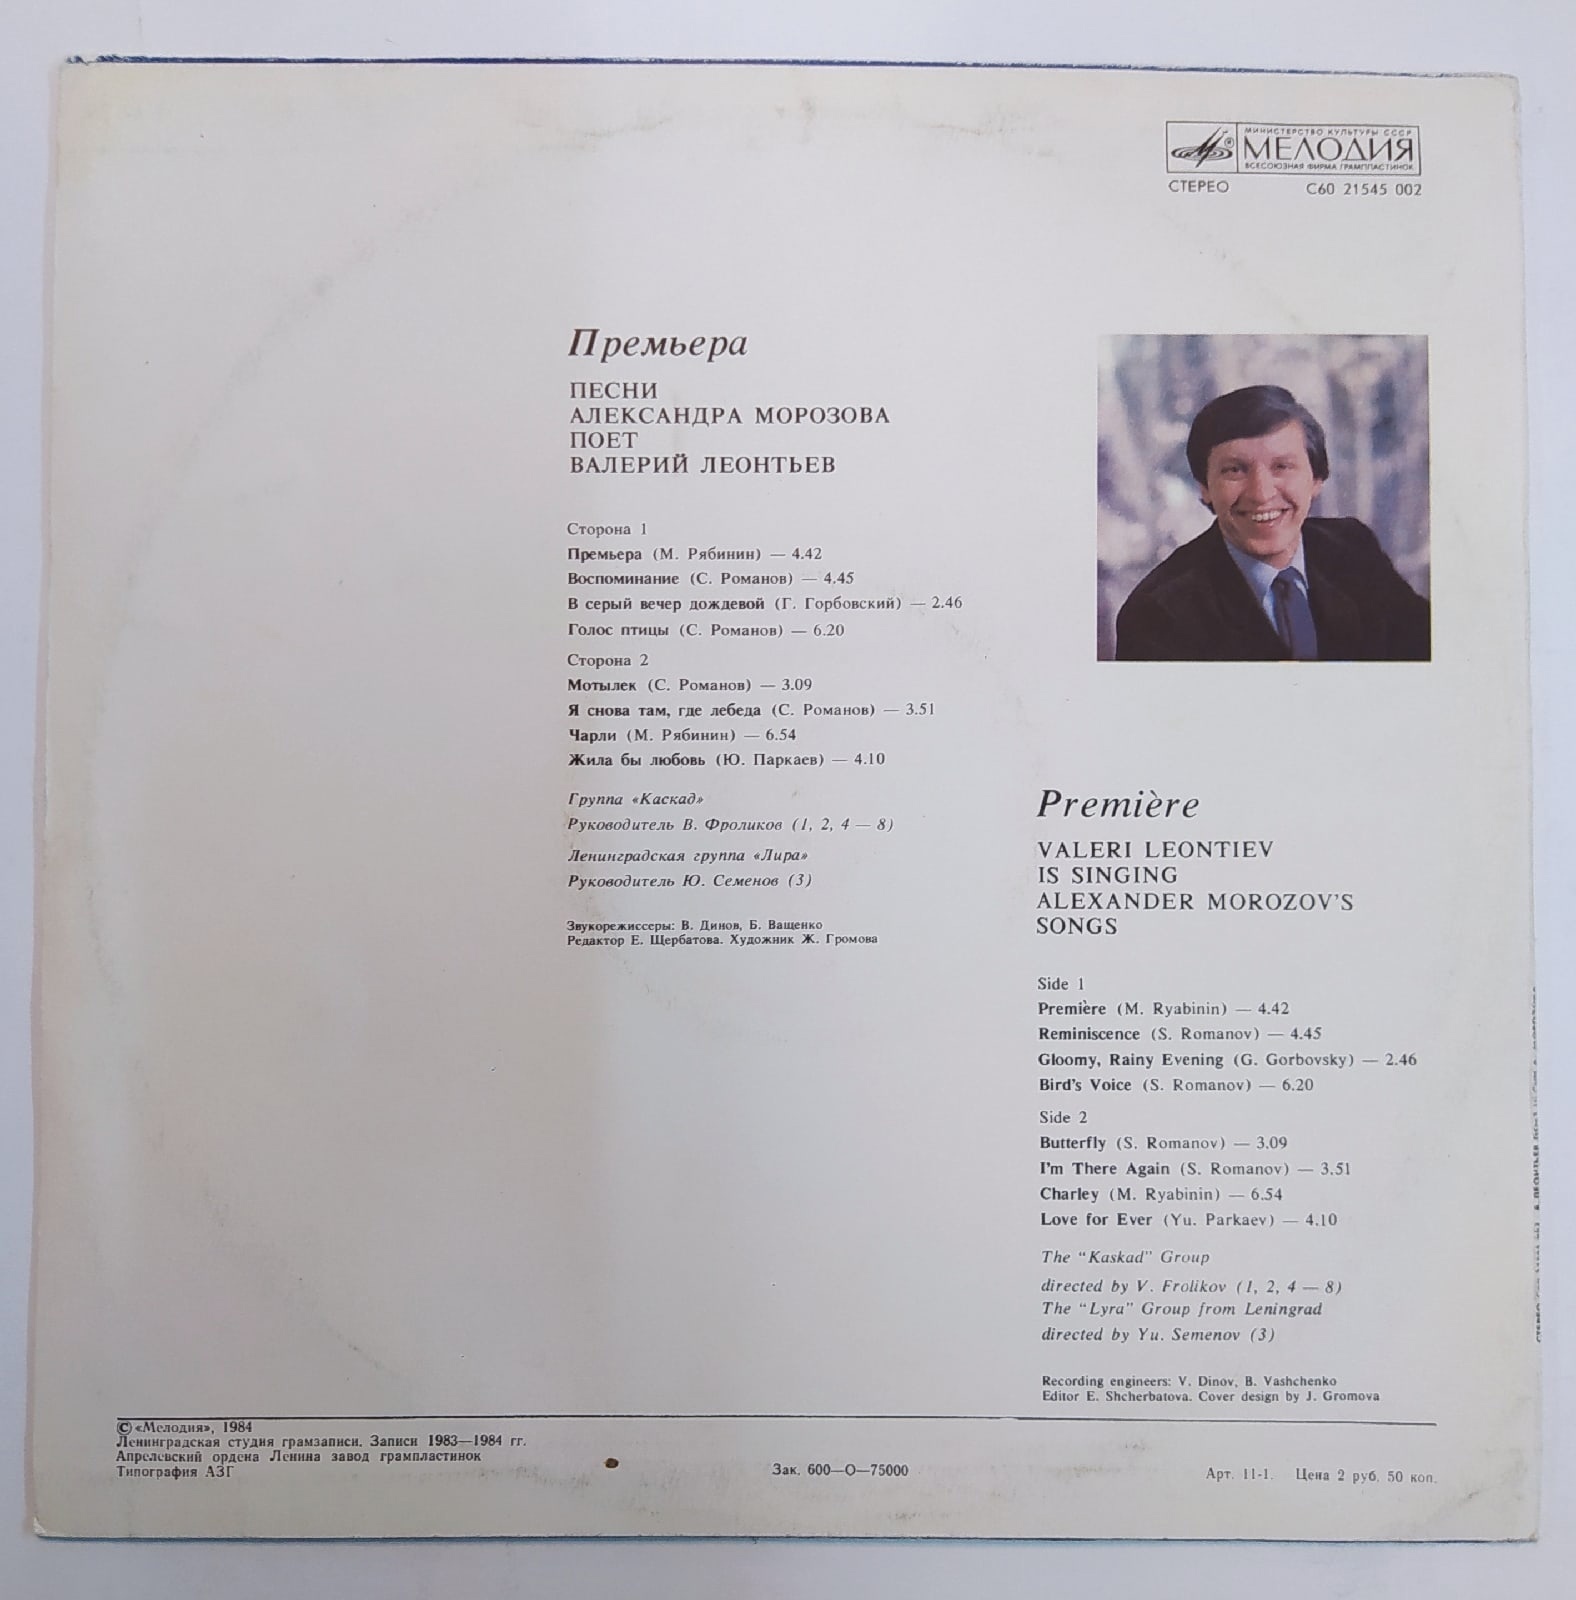 МИНИСТЕРСТВО КУЛЬТУРЫ СССР
МЕЛОДИЯ
ВСЕСОЮЗНАЯ ФИРМА ГРАМПЛАСТИНОК
СТЕРЕО С60 21545 002
Премьера
ПЕСНИ
АЛЕКСАНДРА МОРОЗОВА
ПОЕТ
ВАЛЕРИЙ ЛЕОНТЬЕВ
Сторона 1
Премьера (М. Рябинин) — 4.42
Воспоминание (С. Романов) — 4.45
В серый вечер дождевой (Г. Горбовский) — 2.46
Голос птицы (С. Романов) — 6.20
Сторона 2
Мотылек (С. Романов) — 3.09
Я снова там, где лебеда (С. Романов) — 3.51
Чарли (М. Рябинин) — 6.54
Жила бы любовь (Ю. Паркаев) — 4.10
Группа «Каскад»
Руководитель В. Фроликов (1, 2, 4 — 8)
Ленинградская группа «Лира»
Руководитель Ю. Семенов (3)
Звукорежиссеры: В. Динов, Б. Ващенко
Редактор Е. Щербатова. Художник Ж. Громова
Première
VALERI LEONTIEV
IS SINGING
ALEXANDER MOROZOV'S
SONGS
Side 1
Première (M. Ryabinin) — 4.42
Reminiscence (S. Romanov) — 4.45
Gloomy, Rainy Evening (G. Gorbovsky) — 2.46
Bird's Voice (S. Romanov) — 6.20
Side 2
Butterfly (S. Romanov) — 3.09
I'm There Again (S. Romanov) — 3.51
Charley (M. Ryabinin) — 6.54
Love for Ever (Yu. Parkaev) — 4.10
The “Kaskad” Group
directed by V. Frolikov (1, 2, 4 — 8)
The “Lyra” Group from Leningrad
directed by Yu. Semenov (3)
Recording engineers: V. Dinov, B. Vashchenko
Editor E. Shcherbatova. Cover design by J. Gromova
© «Мелодия», 1984
Ленинградская студия грамзаписи. Записи 1983—1984 гг.
Апрелевский ордена Ленина завод грампластинок
Типография АЗГ
Зак. 600—О—75000
Арт. 11-1. Цена 2 руб. 50 коп.